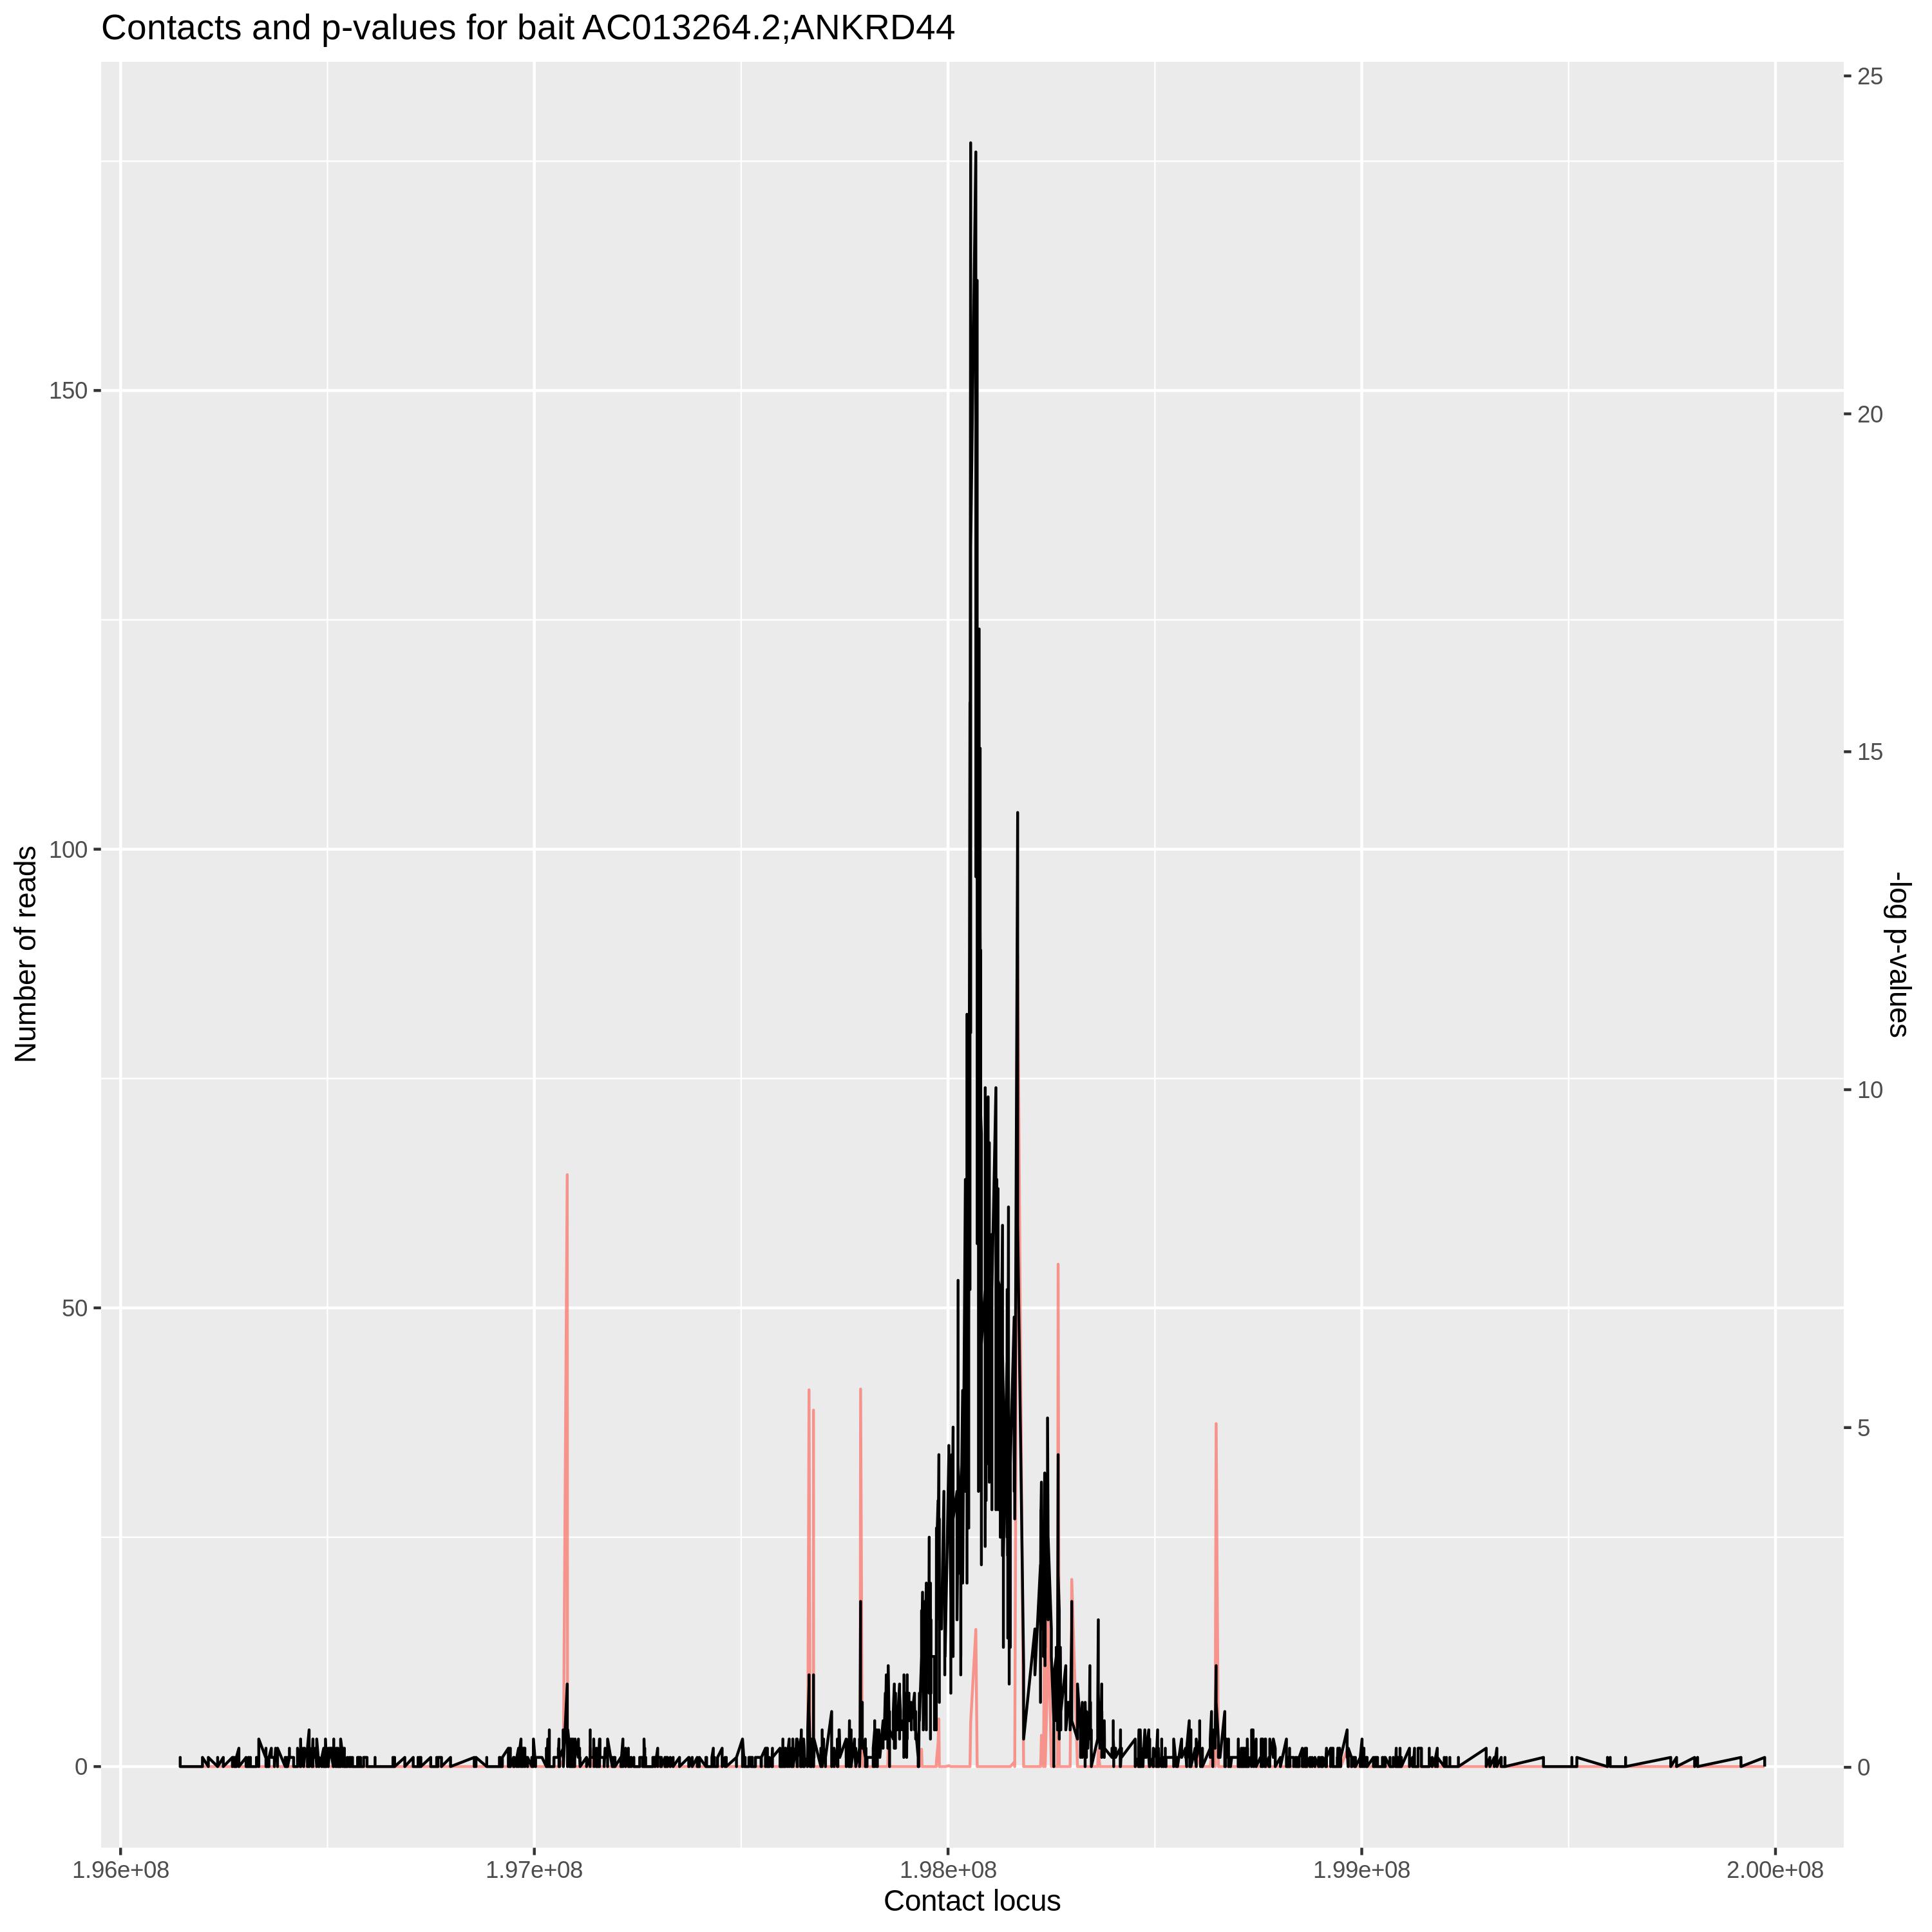 Contacts and p-values for bait AC013264.2;ANKRD44
25
20
15
10
5
0
150
100
50
0
Number of reads
-log p-values
1.96e+08
1.97e+08
1.98e+08
1.99e+08
2.00e+08
Contact locus